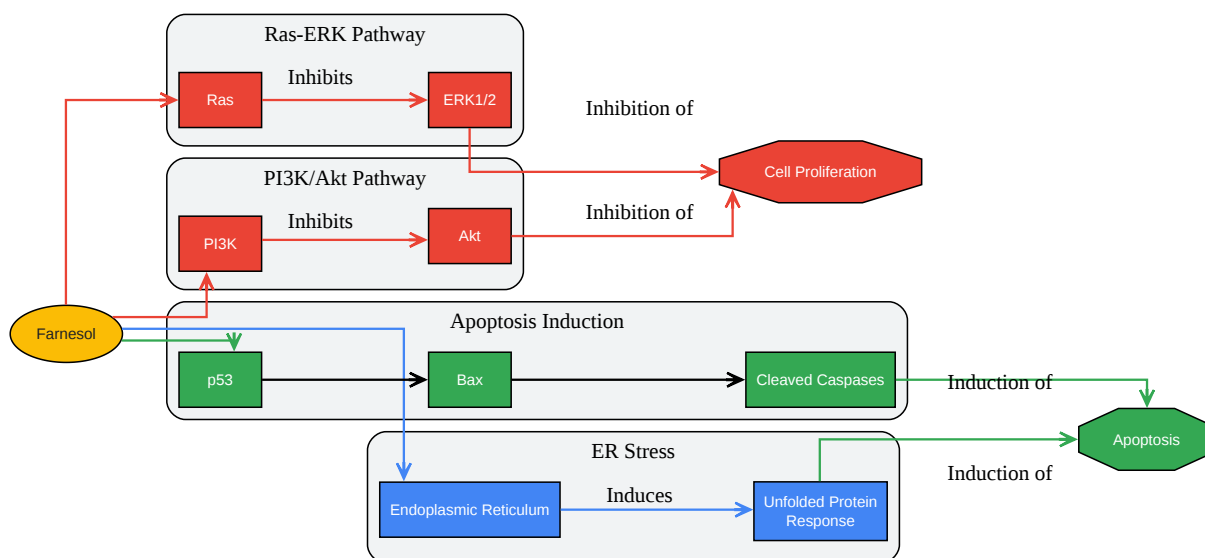 Ras-ERK Pathway
Inhibits
Ras
ERK1/2
Inhibition of
Cell Proliferation
PI3K/Akt Pathway
Inhibits
PI3K
Akt
Inhibition of
Farnesol
Apoptosis Induction
p53
Bax
Cleaved Caspases
Induction of
Apoptosis
ER Stress
Induction of
Endoplasmic Reticulum
Induces
Unfolded Protein
Response